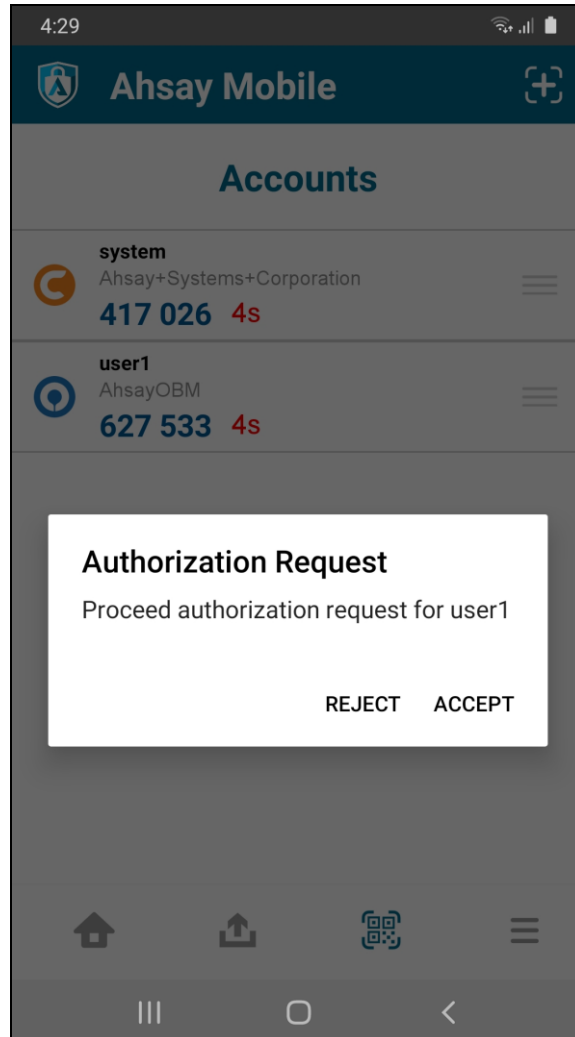 4:29
Ahsay Mobile
Accounts
system
Ahsay+Systems+Corporation
417 026 4s
user1
AhsayOBM
627 533 4s
Authorization Request
Proceed authorization request for user1
REJECT ACCEPT